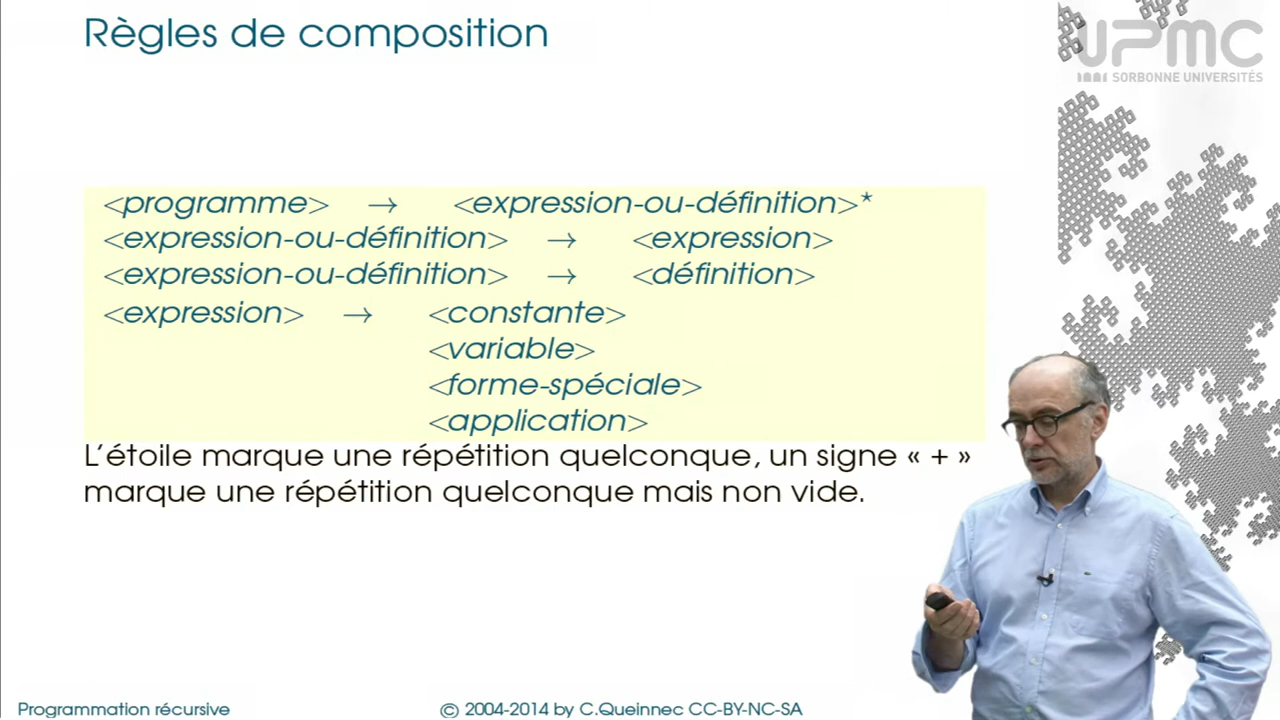 Règles de composition
UPMC
SORBONNE UNIVERSITÉS
<programme> → <expression-ou-définition>*
<expression-ou-définition> → <expression>
<expression-ou-définition> → <définition>
<expression> → <constante>
<variable>
<forme-spéciale>
<application>
L'étoile marque une répétition quelconque, un signe « + »
marque une répétition quelconque mais non vide.
Programmation récursive
© 2004-2014 by C.Queinnec CC-BY-NC-SA